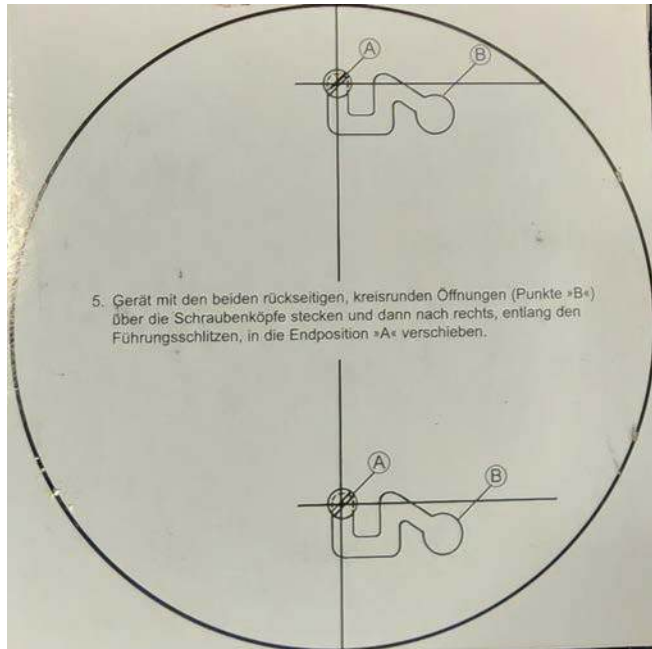 A
B
5. Gerät mit den beiden rückseitigen, kreisrunden Öffnungen (Punkte »B«)
über die Schraubenköpfe stecken und dann nach rechts, entlang den
Führungsschlitzen, in die Endposition »A« verschieben.
A
B